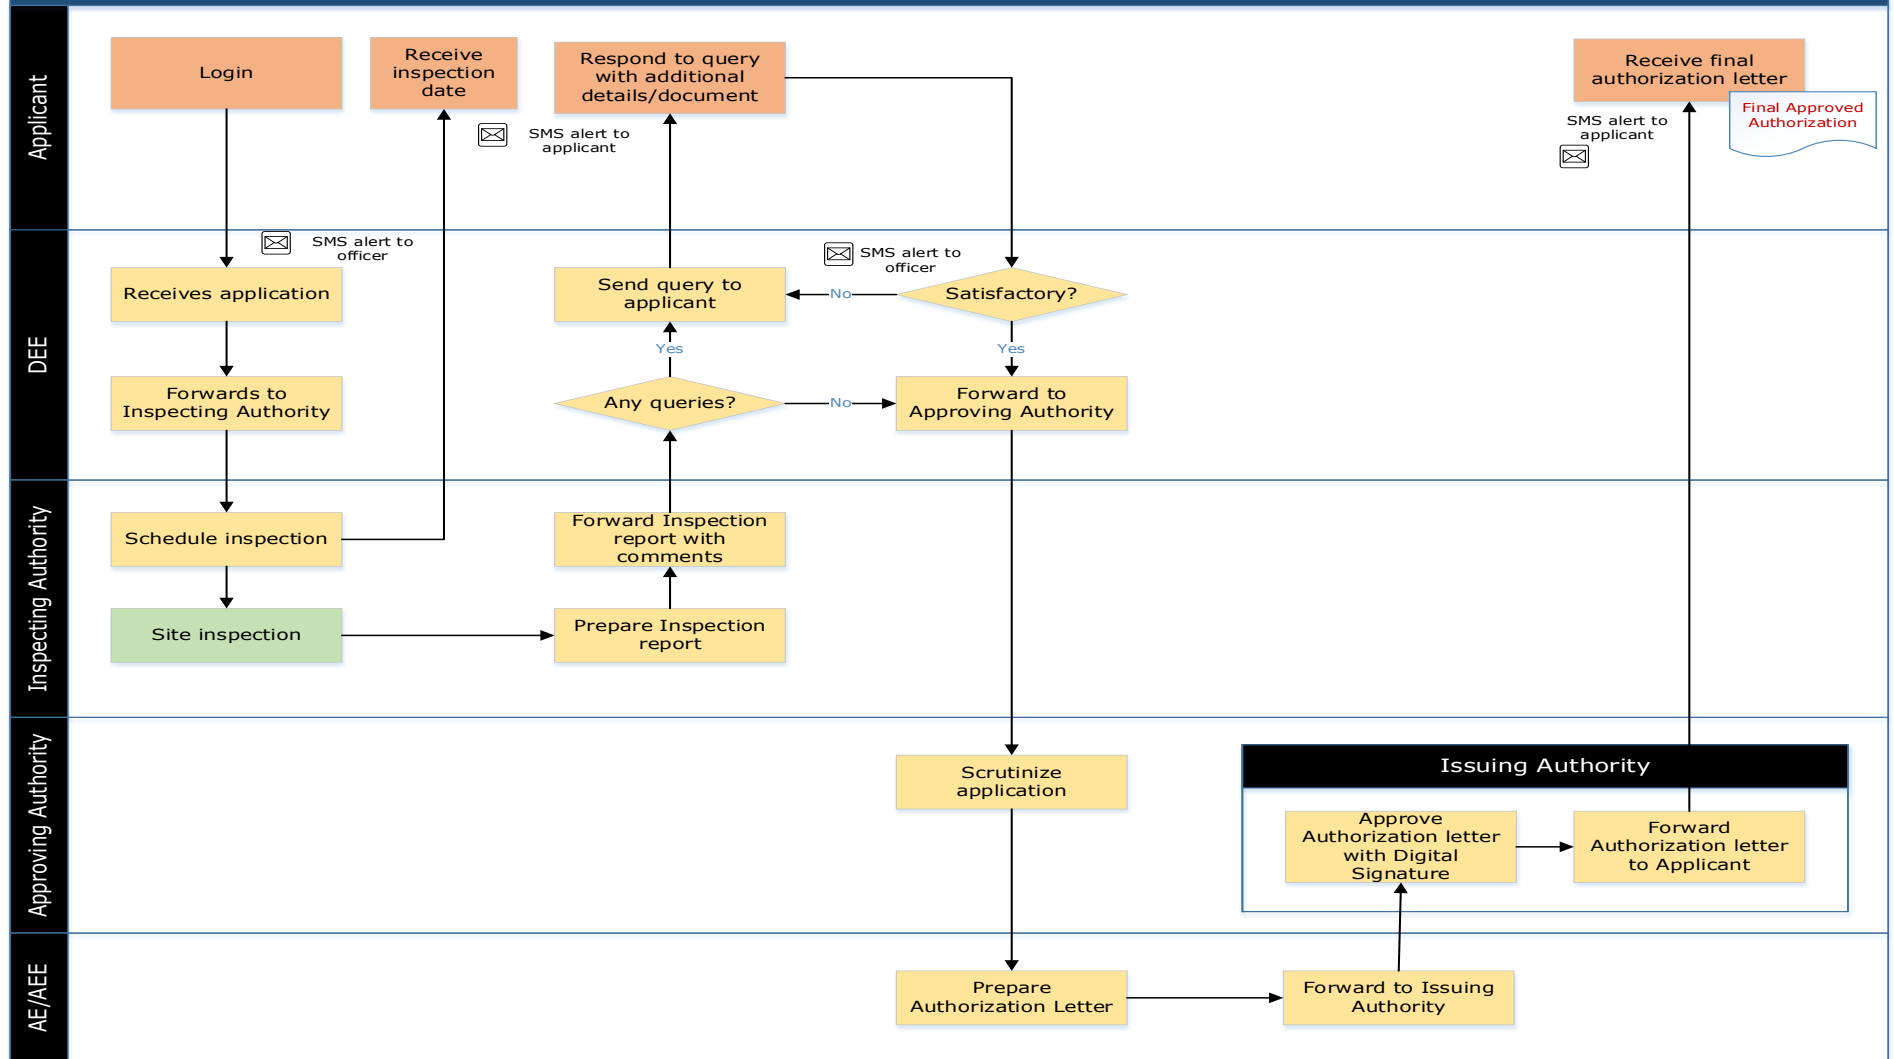 Applicant
Login
Receive
inspection
date
Respond to query
with additional
details/document
Receive final
authorization letter
Final Approved
Authorization
SMS alert to
applicant
SMS alert to
applicant
DEE
SMS alert to
officer
SMS alert to
officer
Receives application
Send query to
applicant
No
Satisfactory?
Yes
Yes
Forwards to
Inspecting Authority
Any queries?
No
Forward to
Approving Authority
Inspecting Authority
Schedule inspection
Forward Inspection
report with
comments
Site inspection
Prepare Inspection
report
Approving Authority
Scrutinize
application
Issuing Authority
Approve
Authorization letter
with Digital
Signature
Forward
Authorization letter
to Applicant
AE/AEE
Prepare
Authorization Letter
Forward to Issuing
Authority